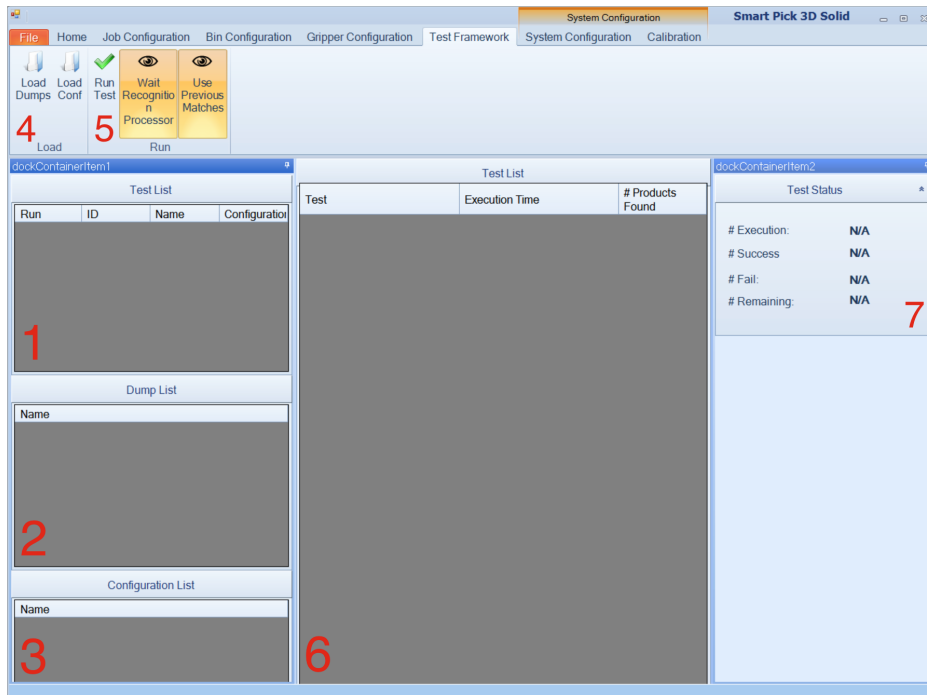 System Configuration
Smart Pick 3D Solid
File Home Job Configuration Bin Configuration Gripper Configuration Test Framework System Configuration Calibration
Load Dumps
Load Conf
Run Test
Wait Recognitio n Processor
Use Previous Matches
4
5
Load
Run
dockContainerItem1
Test List
Run ID Name Configuration
1
Dump List
Name
2
Configuration List
Name
3
Test List
Test Execution Time # Products Found
6
dockContainerItem2
Test Status
# Execution: N/A
# Success N/A
# Fail: N/A
# Remaining: N/A
7